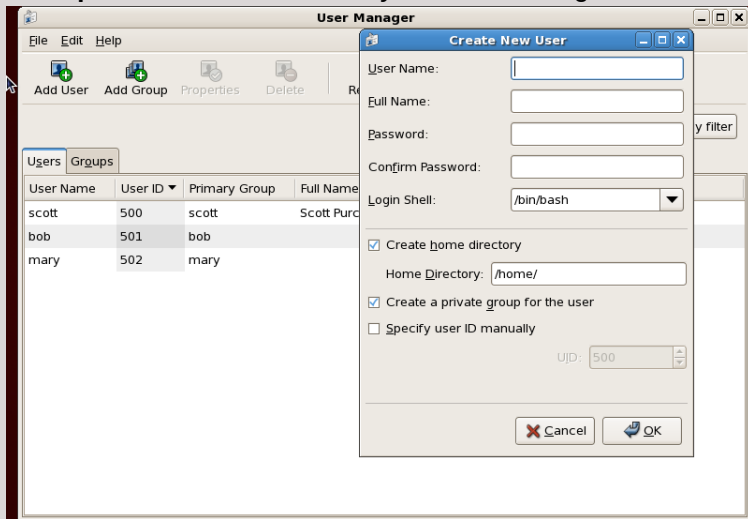 User Manager
File Edit Help
Add User Add Group Properties Delete
y filter
Users Groups
User Name User ID Primary Group Full Name
scott 500 scott Scott Purc
bob 501 bob
mary 502 mary
Create New User
User Name:
Full Name:
Password:
Confirm Password:
Login Shell: /bin/bash
Create home directory
Home Directory: /home/
Create a private group for the user
Specify user ID manually
UID: 500
Cancel OK